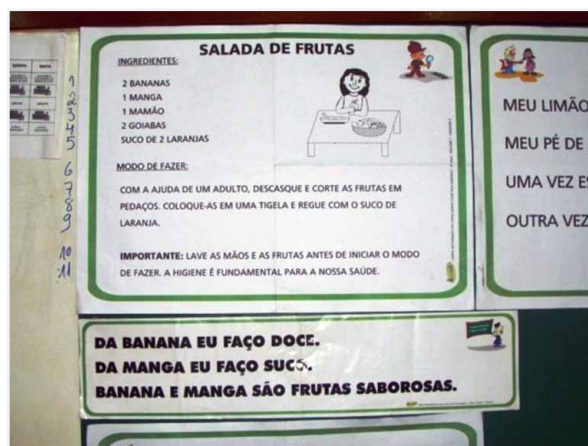 SALADA DE FRUTAS
INGREDIENTES:
2 BANANAS
1 MANGA
1 MAMÃO
2 GOIABAS
SUCO DE 2 LARANJAS
MODO DE FAZER:
COM A AJUDA DE UM ADULTO, DESCASQUE E CORTE AS FRUTAS EM
PEDAÇOS. COLOQUE-AS EM UMA TIGELA E REGUE COM O SUCO DE
LARANJA.
IMPORTANTE: LAVE AS MÃOS E AS FRUTAS ANTES DE INICIAR O MODO
DE FAZER. A HIGIENE É FUNDAMENTAL PARA A NOSSA SAÚDE.
1
2
3
4
5
6
7
8
9
10
11
MEU LIMÃO
MEU PÉ DE
UMA VEZ
OUTRA VEZ
DA BANANA EU FAÇO DOCE.
DA MANGA EU FAÇO SUCO.
BANANA E MANGA SÃO FRUTAS SABOROSAS.